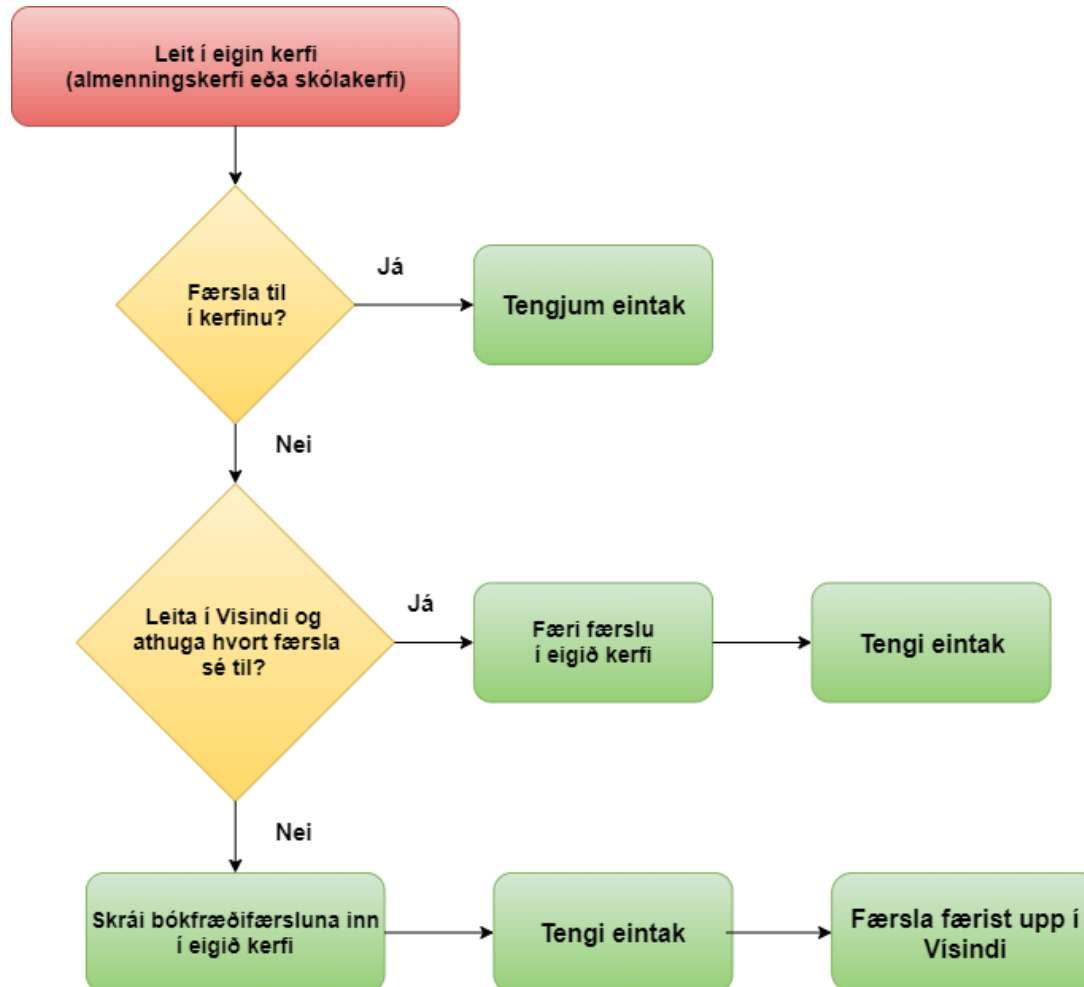 Leit í eigin kerfi
(almenningskerfi eða skólakerfi)
Færsla til
í kerfinu?
Já
Tengjum eintak
Nei
Leita í Visindi og
athuga hvort færsla
sé til?
Já
Færi færslu
í eigið kerfi
Tengi eintak
Nei
Skrái bókfræðifærsluna inn
í eigið kerfi
Tengi eintak
Færsla færist upp í
Vísindi